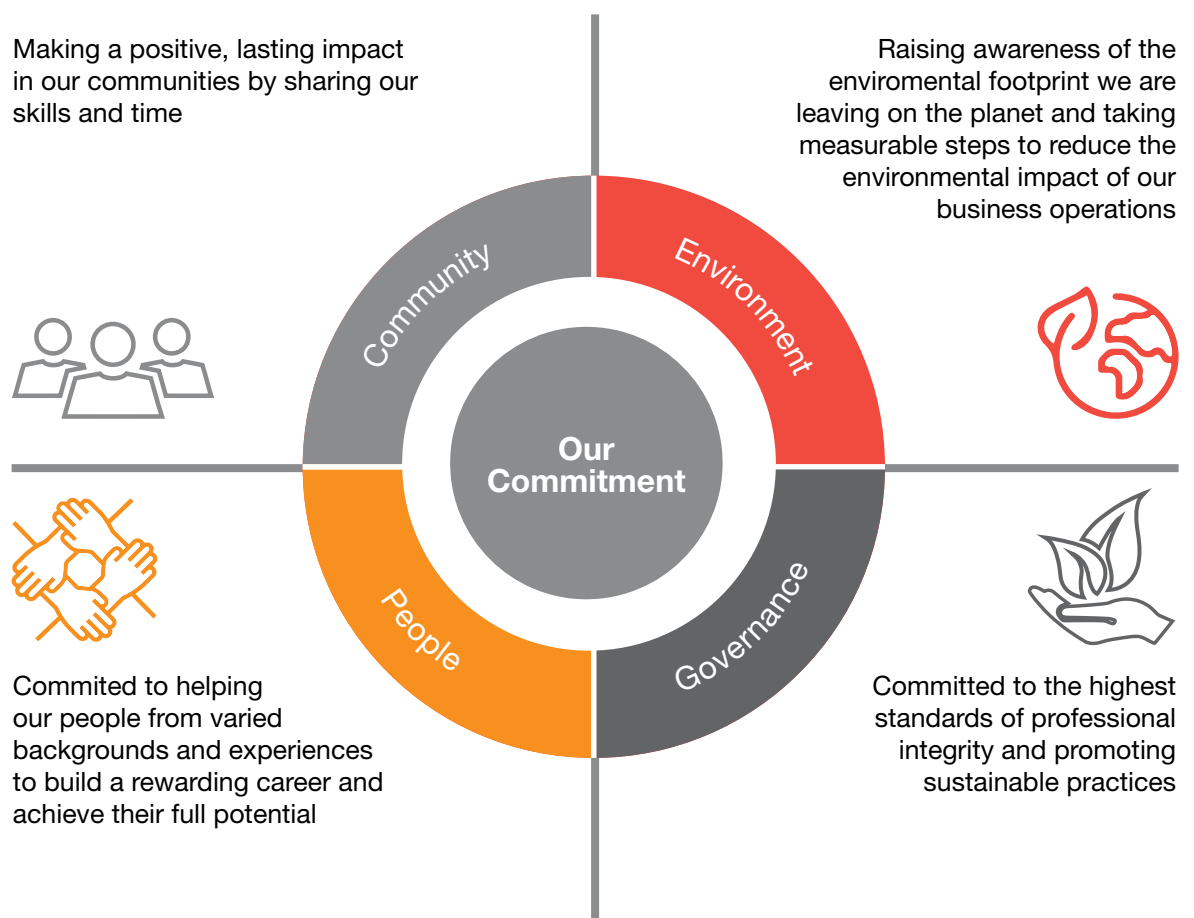 Making a positive, lasting impact
in our communities by sharing our
skills and time
Raising awareness of the
enviromental footprint we are
leaving on the planet and taking
measurable steps to reduce the
environmental impact of our
business operations
Community
Environment
Our
Commitment
People
Governance
Commited to helping
our people from varied
backgrounds and experiences
to build a rewarding career and
achieve their full potential
Committed to the highest
standards of professional
integrity and promoting
sustainable practices